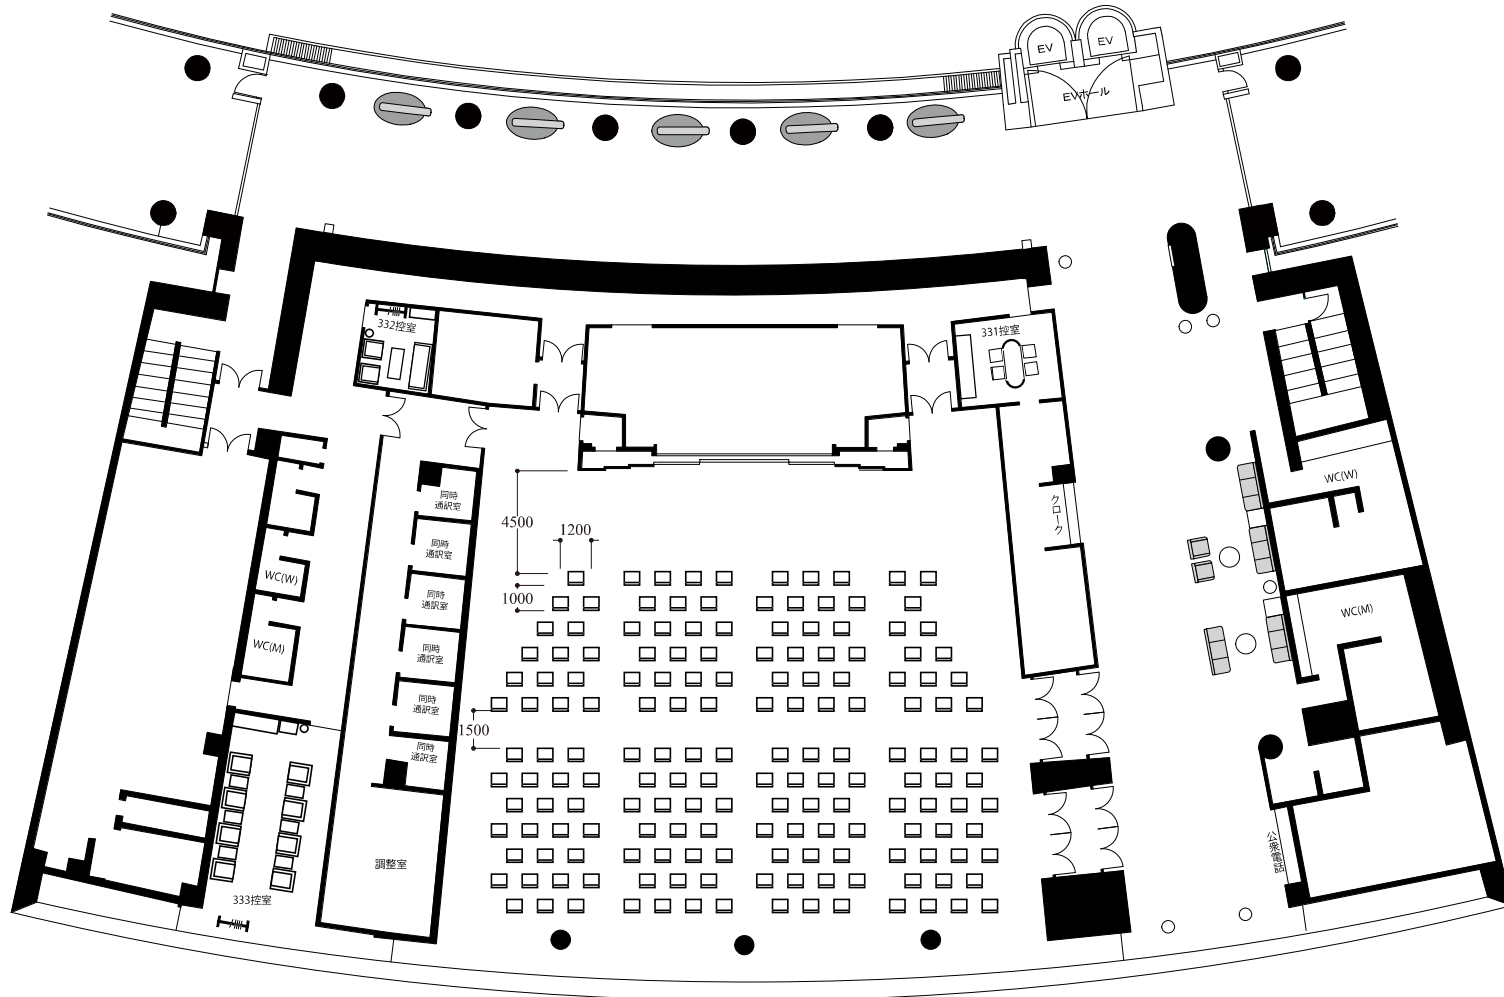 EV
EV
EVホール
332控室
331控室
4500
1200
1000
1500
同時
通訳室
同時
通訳室
同時
通訳室
同時
通訳室
同時
通訳室
同時
通訳室
クローク
WC(W)
WC(M)
WC(W)
WC(M)
調整室
333控室
公衆電話